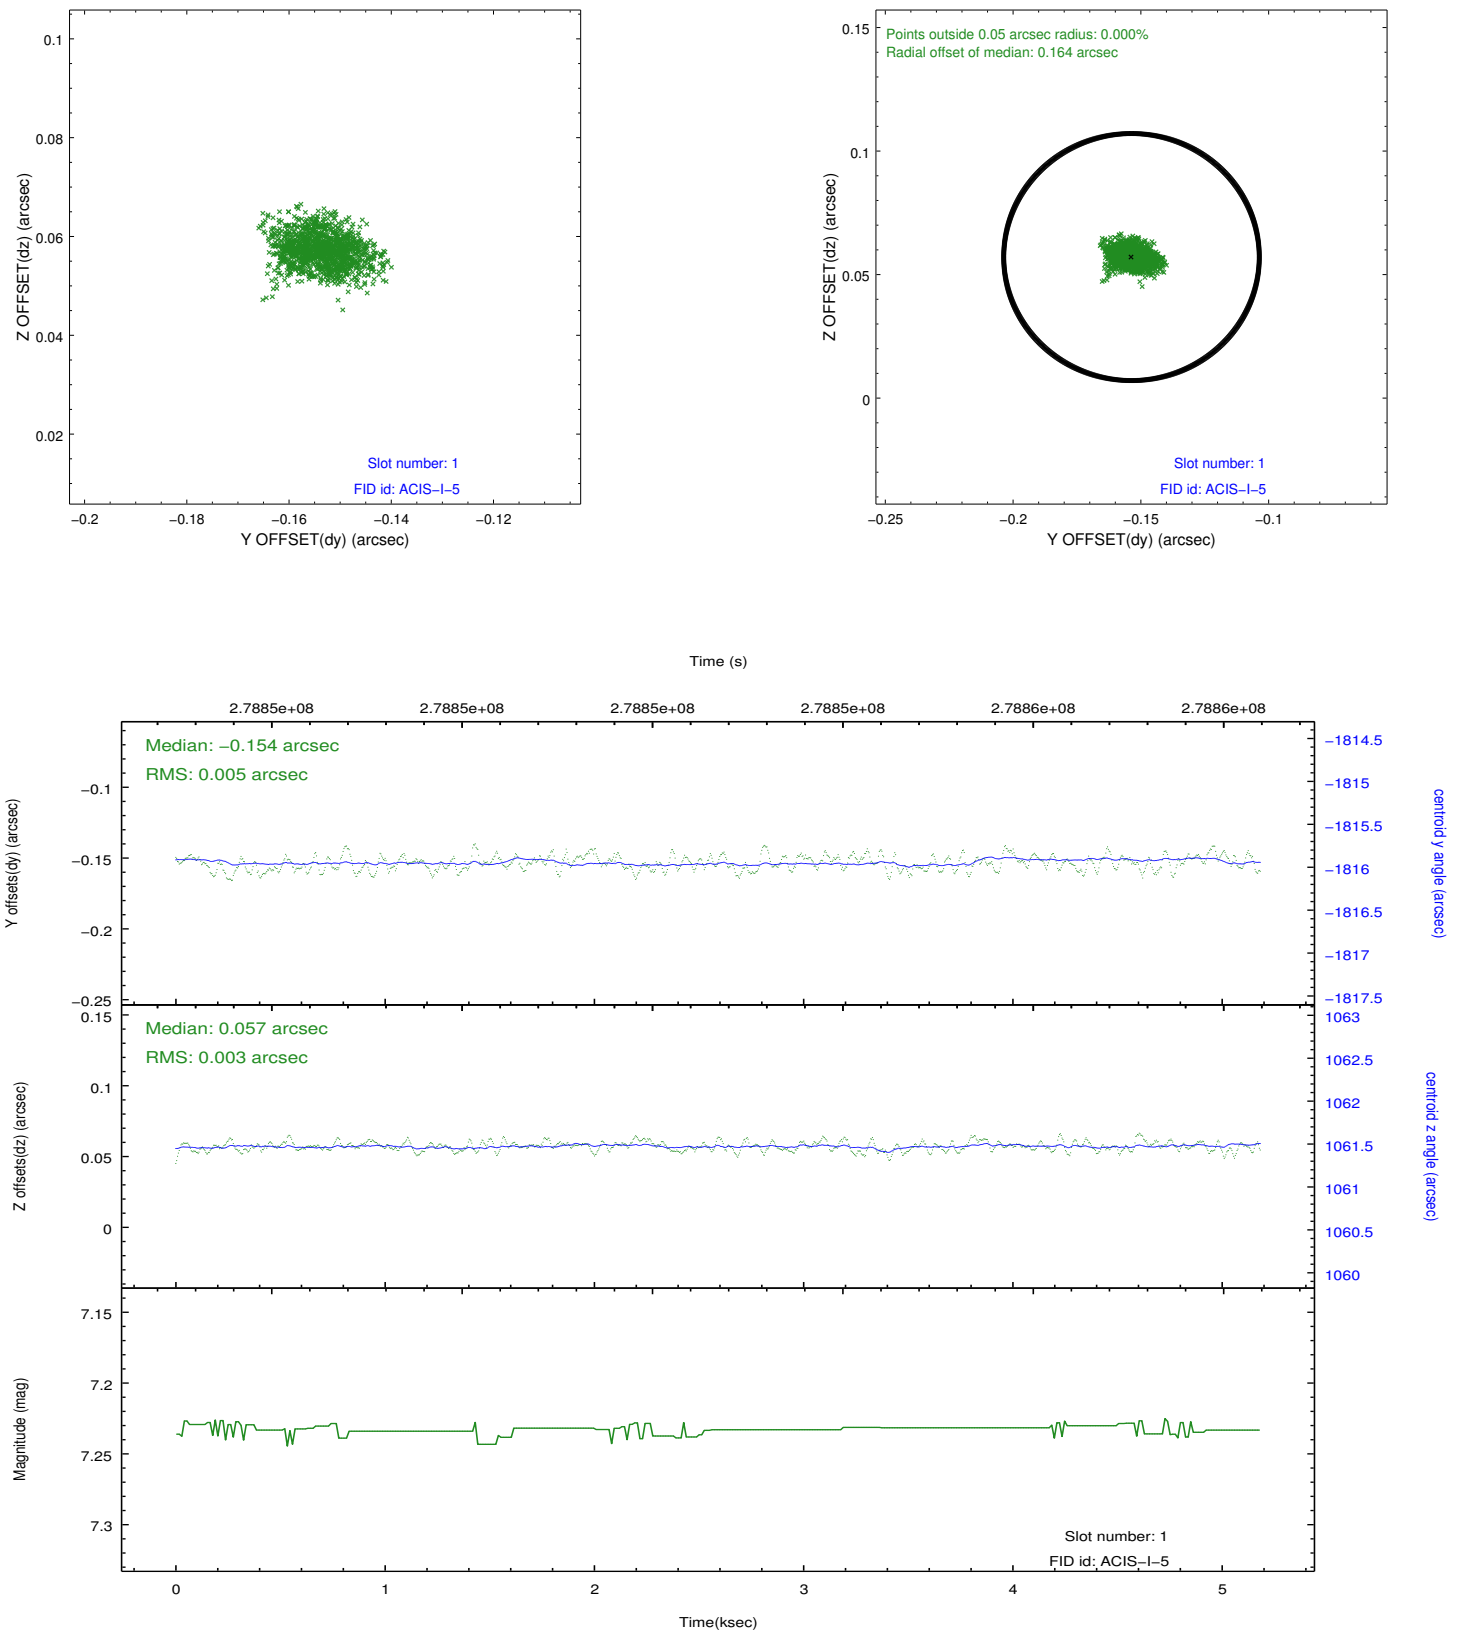 0.1
0.08
0.06
0.04
0.02
Z OFFSET(dz) (arcsec)
Slot number: 1
FID id: ACIS−I−5
−0.2 −0.18 −0.16 −0.14 −0.12
Y OFFSET(dy) (arcsec)
Points outside 0.05 arcsec radius: 0.000%
Radial offset of median: 0.164 arcsec
0.15
0.1
0.05
0
Z OFFSET(dz) (arcsec)
Slot number: 1
FID id: ACIS−I−5
−0.25 −0.2 −0.15 −0.1
Y OFFSET(dy) (arcsec)
Time (s)
2.7885e+08 2.7885e+08 2.7885e+08 2.7885e+08 2.7886e+08 2.7886e+08
Median: −0.154 arcsec
RMS: 0.005 arcsec
−0.1
−0.15
−0.2
−0.25
Y offsets(dy) (arcsec)
−1814.5
−1815
−1815.5
−1816
−1816.5
−1817
−1817.5
centroid y angle (arcsec)
Median: 0.057 arcsec
RMS: 0.003 arcsec
0.15
0.1
0.05
0
Z offsets(dz) (arcsec)
1063
1062.5
1062
1061.5
1061
1060.5
1060
centroid z angle (arcsec)
7.15
7.2
7.25
7.3
Magnitude (mag)
Slot number: 1
FID id: ACIS−I−5
0 1 2 3 4 5
Time(ksec)